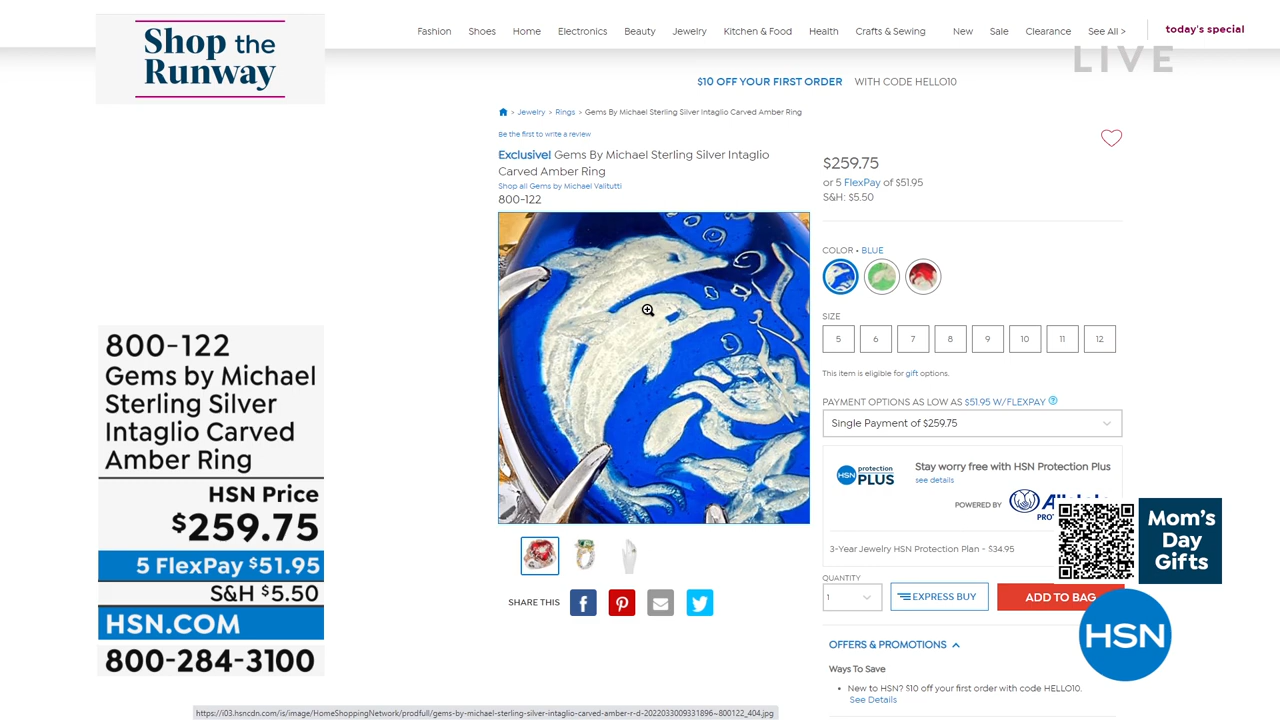 Shop the
Runway
Fashion Shoes Home Electronics Beauty Jewelry Kitchen & Food Health Crafts & Sewing New Sale Clearance See All > today's special
LIVE
$10 OFF YOUR FIRST ORDER WITH CODE HELLO10
> Jewelry > Rings > Gems By Michael Sterling Silver Intaglio Carved Amber Ring
Be the first to write a review
Exclusive! Gems By Michael Sterling Silver Intaglio
Carved Amber Ring
Shop all Gems by Michael Valitutti
800-122
$259.75
or 5 FlexPay of $51.95
S&H: $5.50
COLOR • BLUE
SIZE
5 6 7 8 9 10 11 12
This item is eligible for gift options.
PAYMENT OPTIONS AS LOW AS $51.95 W/FLEXPAY ?
Single Payment of $259.75
HSN protection PLUS
Stay worry free with HSN Protection Plus
see details
POWERED BY
3-Year Jewelry HSN Protection Plan - $34.95
QUANTITY
1
EXPRESS BUY
ADD TO BAG
SHARE THIS
OFFERS & PROMOTIONS
Ways To Save
• New to HSN? $10 off your first order with code HELLO10.
See Details
800-122
Gems by Michael
Sterling Silver
Intaglio Carved
Amber Ring
HSN Price
$259.75
5 FlexPay $51.95
S&H $5.50
HSN.COM
800-284-3100
Mom's
Day
Gifts
HSN
https://i03.hsncdn.com/is/image/HomeShoppingNetwork/prodfull/gems-by-michael-sterling-silver-intaglio-carved-amber-r-d-2022033009331896~800122_404.jpg